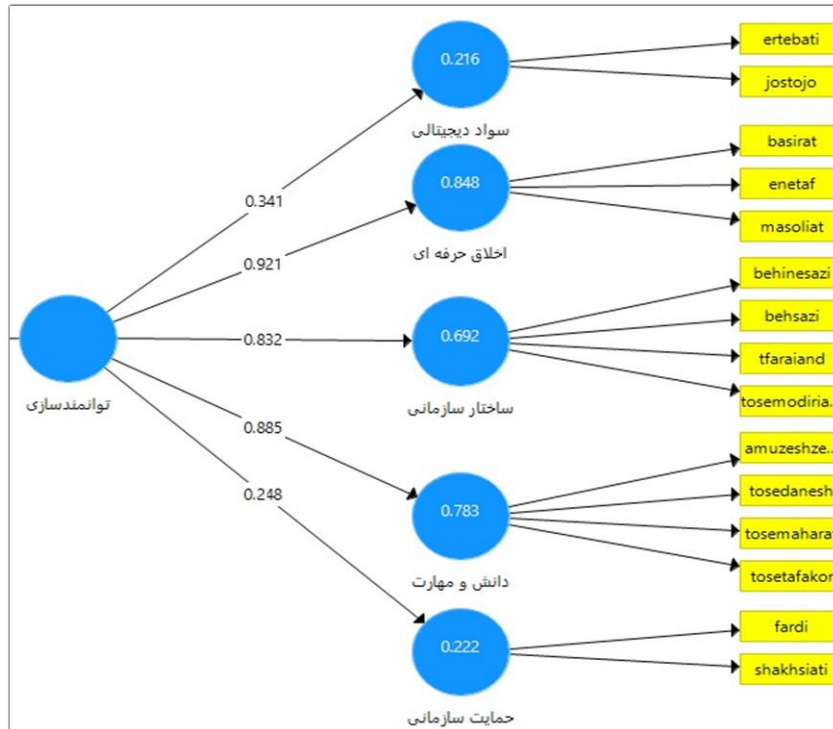 ertebati
0.216
jostojo
سواد دیجیتالی
basirat
0.848
enetaf
0.341
masoliat
اخلاق حرفه ای
0.921
behinesazi
behsazi
0.832
0.692
tfaraiand
توانمندسازی
ساختار سازمانی
tosemodiria..
0.885
amuzeshze..
0.248
tosedanesh
0.783
tosemaharat
دانش و مهارت
tosetafakor
0.222
fardi
shakhsiati
حمایت سازمانی